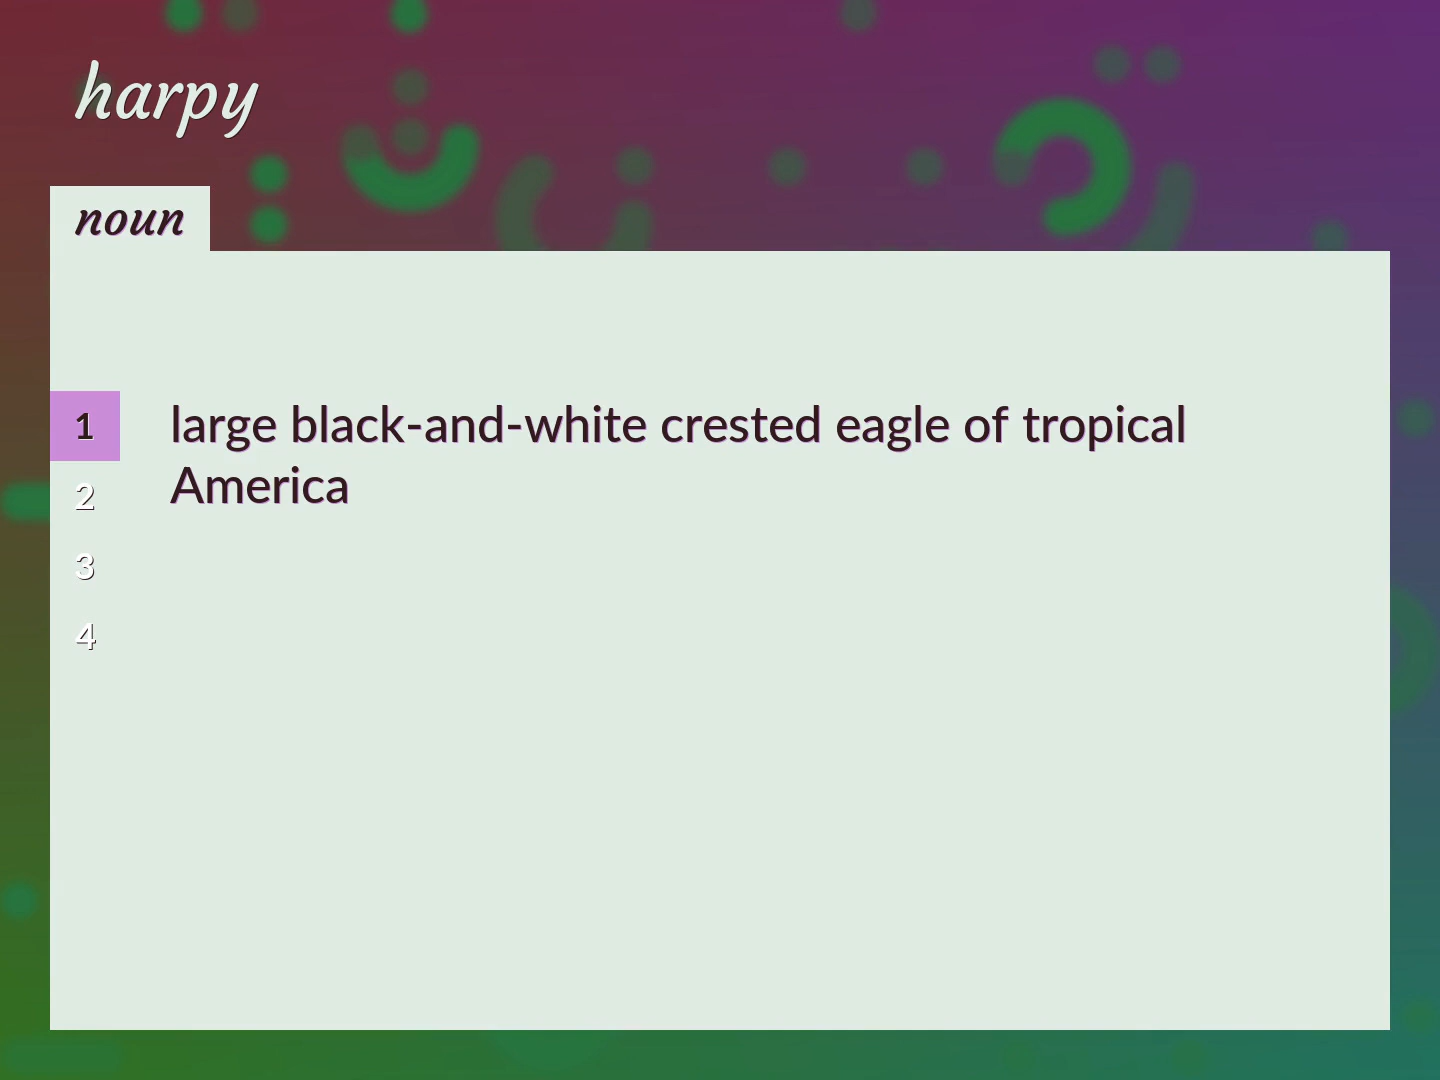 harpy
noun
1 large black-and-white crested eagle of tropical
America
2
3
4